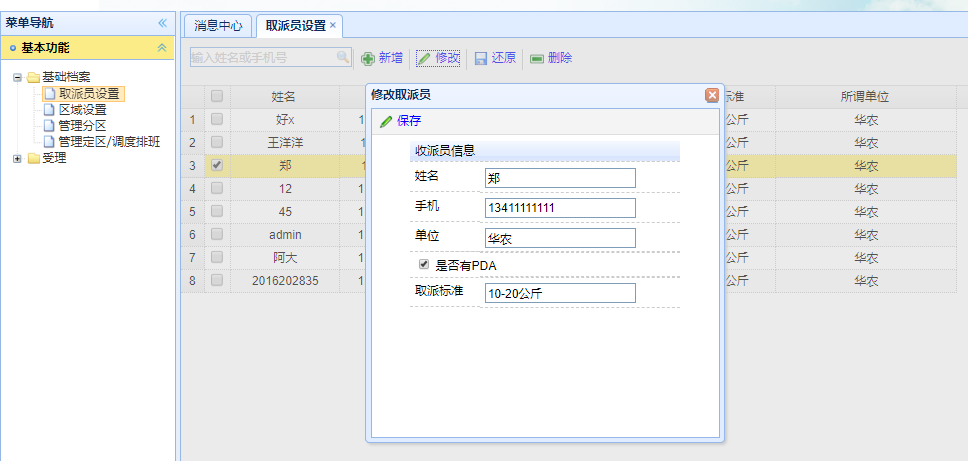 菜单导航
基本功能
基础档案
取派员设置
区域设置
管理分区
管理定区/调度排班
受理
消息中心 取派员设置
输入姓名或手机号 新增 修改 还原 删除
姓名 标准 所谓单位
1 好x 1 公斤 华农
2 王洋洋 1 公斤 华农
3 郑 1 公斤 华农
4 12 1 公斤 华农
5 45 1 公斤 华农
6 admin 1 公斤 华农
7 阿大 1 公斤 华农
8 2016202835 1 公斤 华农
修改取派员
保存
收派员信息
姓名 郑
手机 13411111111
单位 华农
是否有PDA
取派标准 10-20公斤